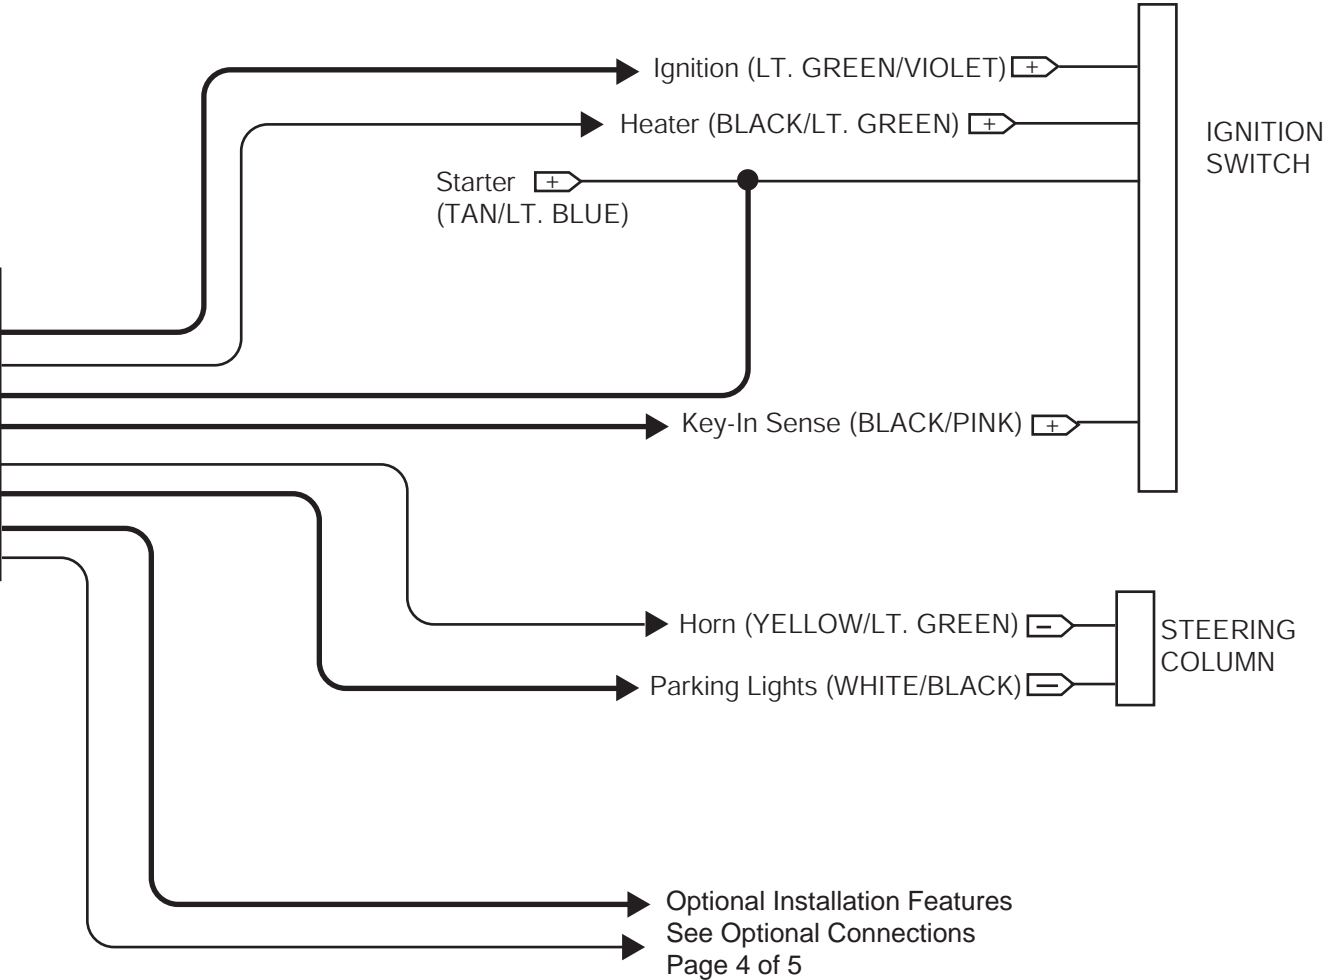 Ignition (LT. GREEN/VIOLET) +
Heater (BLACK/LT. GREEN) +
IGNITION
SWITCH
Starter +
(TAN/LT. BLUE)
Key-In Sense (BLACK/PINK) +
Horn (YELLOW/LT. GREEN) −
STEERING
COLUMN
Parking Lights (WHITE/BLACK) −
Optional Installation Features
See Optional Connections
Page 4 of 5